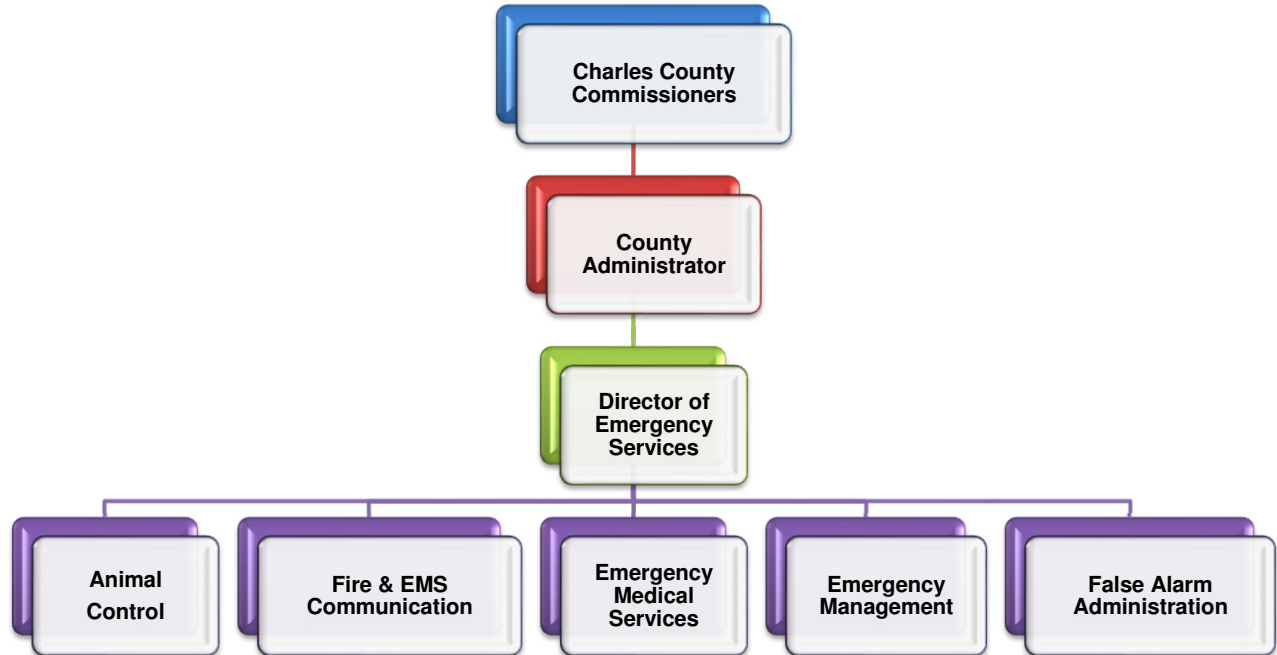 Charles County
Commissioners
County
Administrator
Director of
Emergency
Services
Animal
Control
Fire & EMS
Communication
Emergency
Medical
Services
Emergency
Management
False Alarm
Administration